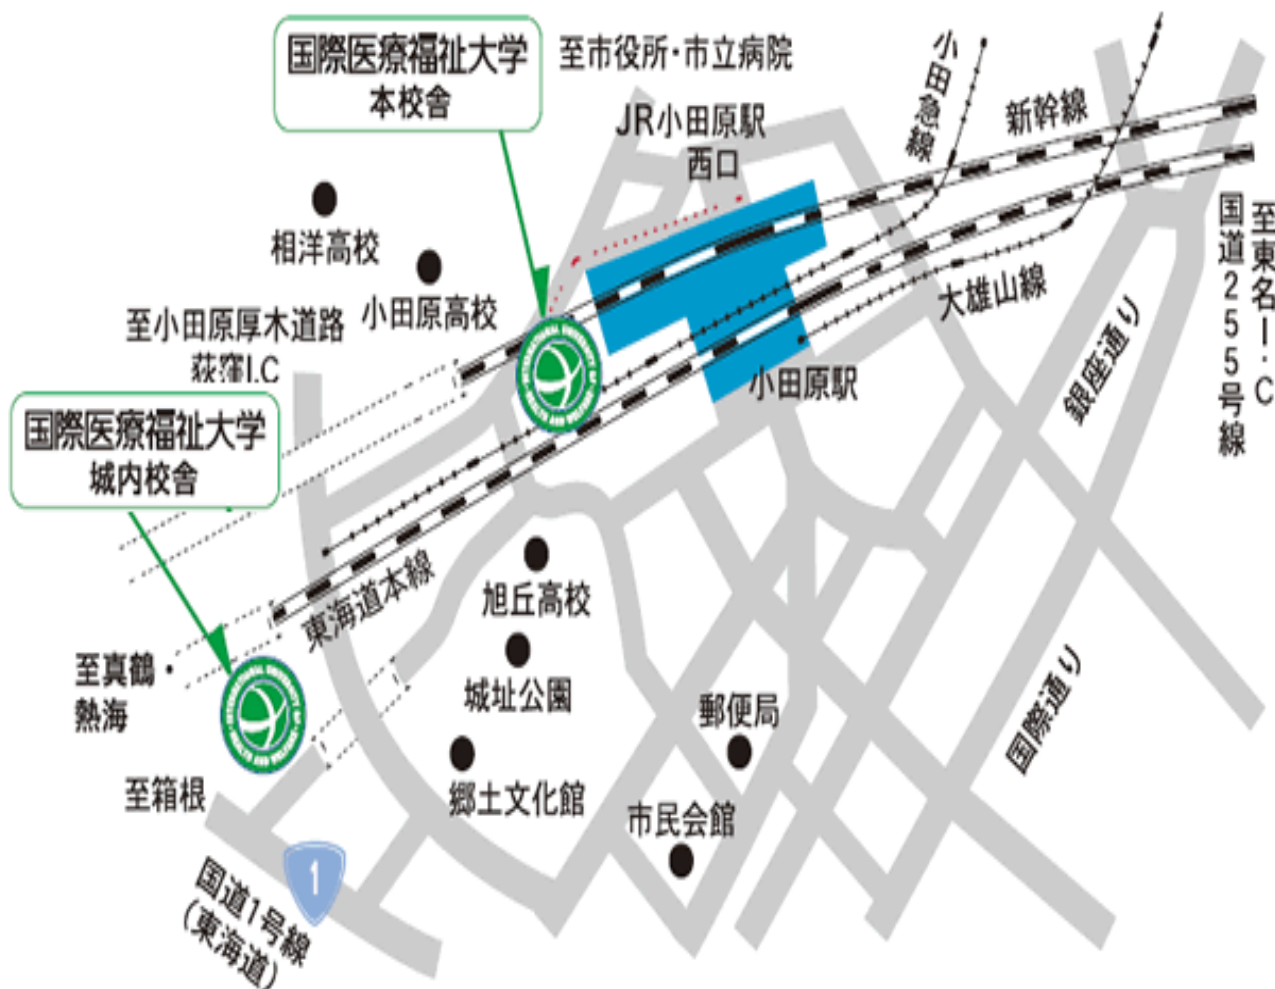 国際医療福祉大学
本校舎
至市役所・市立病院
JR小田原駅
西口
小田急線
新幹線
相洋高校
小田原高校
至小田原厚木道路
荻窪I.C
国際医療福祉大学
城内校舎
大雄山線
小田原駅
銀座通り
国道255号線
至東名I・C
東海道本線
旭丘高校
城址公園
至真鶴・
熱海
至箱根
郷土文化館
郵便局
市民会館
国際通り
1
国道1号線
(東海道)